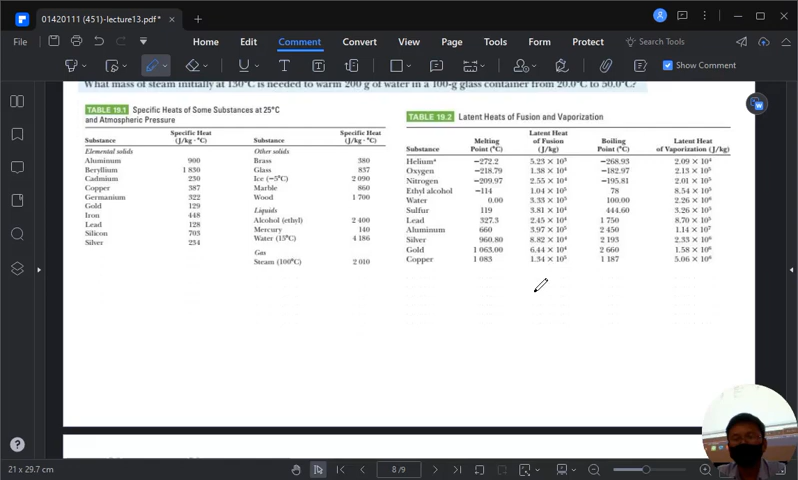 01420111 (451)-lecture13.pdf *
File Home Edit Comment Convert View Page Tools Form Protect Search Tools
Show Comment
What mass of steam initially at 130°C is needed to warm 200 g of water in a 100-g glass container from 20.0°C to 50.0°C?
TABLE 19.1 Specific Heats of Some Substances at 25°C
and Atmospheric Pressure
Substance Specific Heat (J/kg · °C) Substance Specific Heat (J/kg · °C)
Elemental solids Other solids
Aluminum 900 Brass 380
Beryllium 1 830 Glass 837
Cadmium 230 Ice (−5°C) 2 090
Copper 387 Marble 860
Germanium 322 Wood 1 700
Gold 129 Liquids
Iron 448 Alcohol (ethyl) 2 400
Lead 128 Mercury 140
Silicon 703 Water (15°C) 4 186
Silver 234 Gas
Steam (100°C) 2 010
TABLE 19.2 Latent Heats of Fusion and Vaporization
Substance Melting Point (°C) Latent Heat of Fusion (J/kg) Boiling Point (°C) Latent Heat of Vaporization (J/kg)
Helium* −272.2 5.23 × 10³ −268.93 2.09 × 10⁴
Oxygen −218.79 1.38 × 10⁴ −182.97 2.13 × 10⁵
Nitrogen −209.97 2.55 × 10⁴ −195.81 2.01 × 10⁵
Ethyl alcohol −114 1.04 × 10⁵ 78 8.54 × 10⁵
Water 0.00 3.33 × 10⁵ 100.00 2.26 × 10⁶
Sulfur 119 3.81 × 10⁴ 444.60 3.26 × 10⁵
Lead 327.3 2.45 × 10⁴ 1 750 8.70 × 10⁵
Aluminum 660 3.97 × 10⁵ 2 450 1.14 × 10⁷
Silver 960.80 8.82 × 10⁴ 2 193 2.33 × 10⁶
Gold 1 063.00 6.44 × 10⁴ 2 660 1.58 × 10⁶
Copper 1 083 1.34 × 10⁵ 1 187 5.06 × 10⁶
21 x 29.7 cm 8 /9